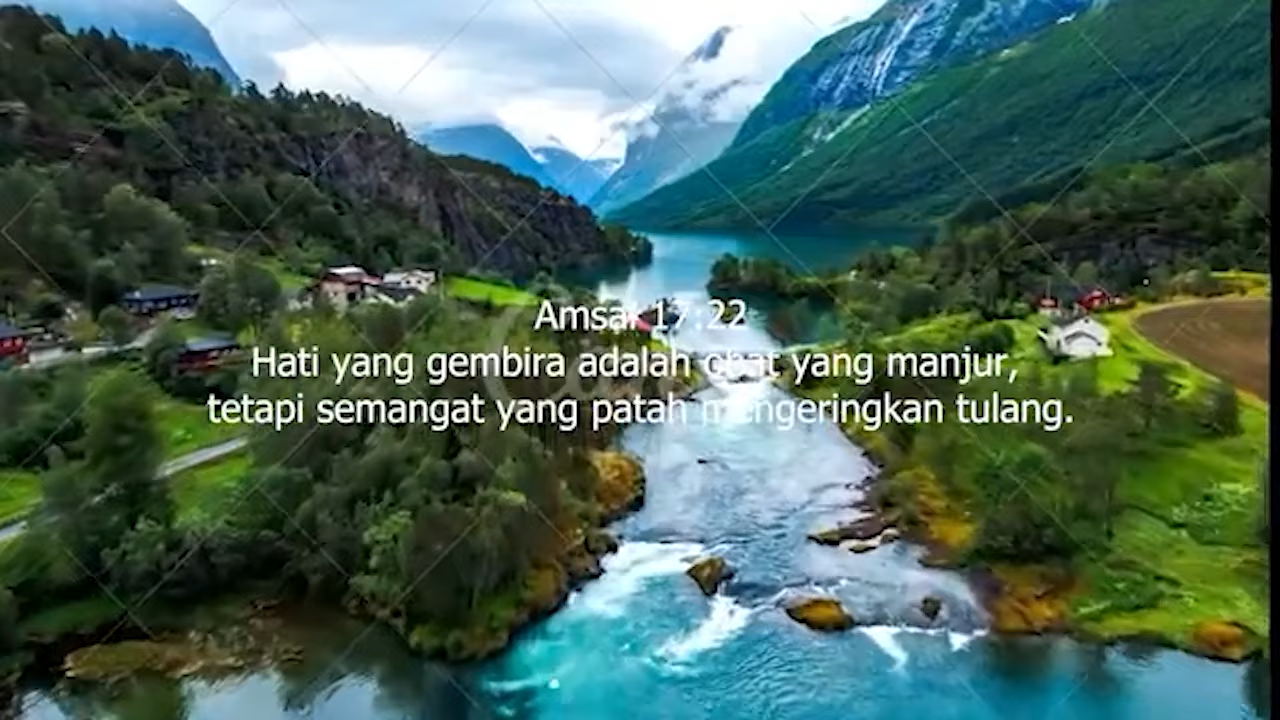 Amsal 17:22
Hati yang gembira adalah obat yang manjur,
tetapi semangat yang patah mengeringkan tulang.